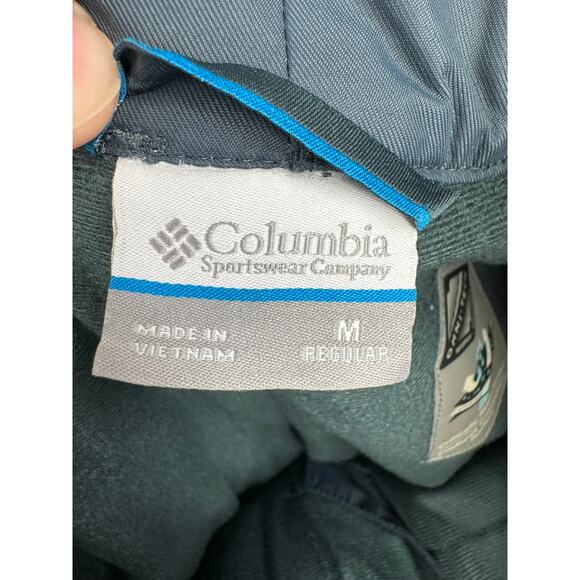 Columbia
Sportswear Company
MADE IN
VIETNAM
M
REGULAR